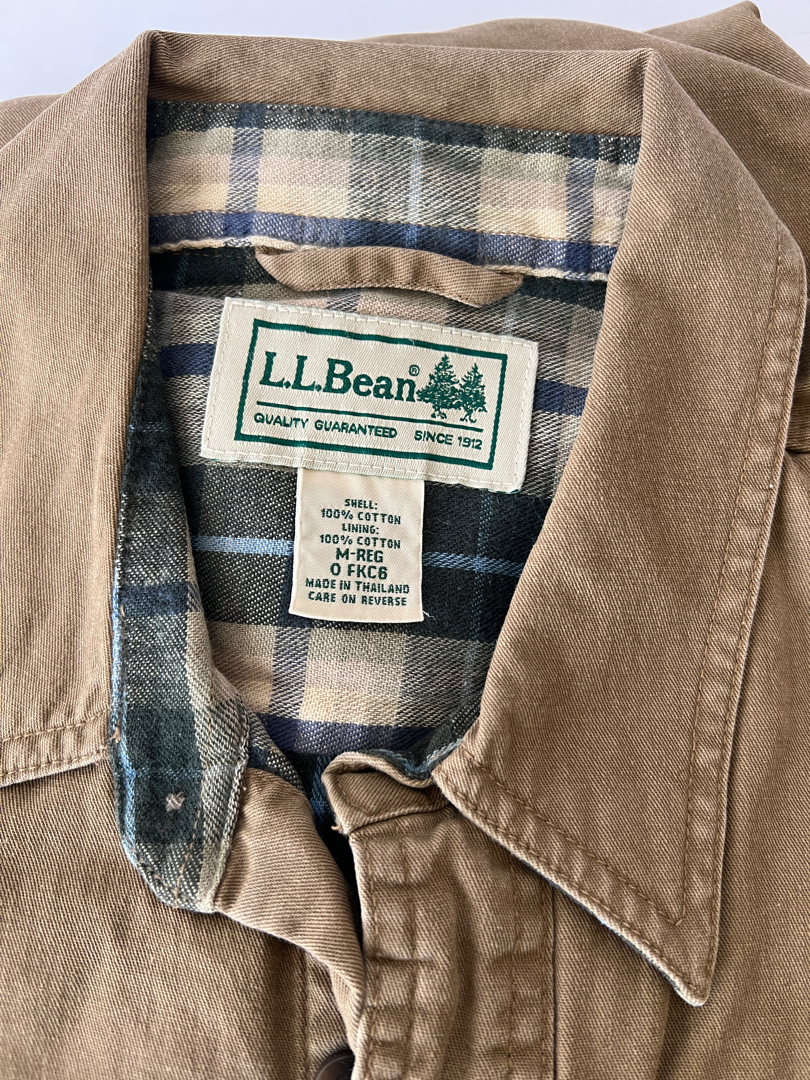 L.L.Bean®
QUALITY GUARANTEED SINCE 1912
SHELL:
100% COTTON
LINING:
100% COTTON
M-REG
0 FKC6
MADE IN THAILAND
CARE ON REVERSE